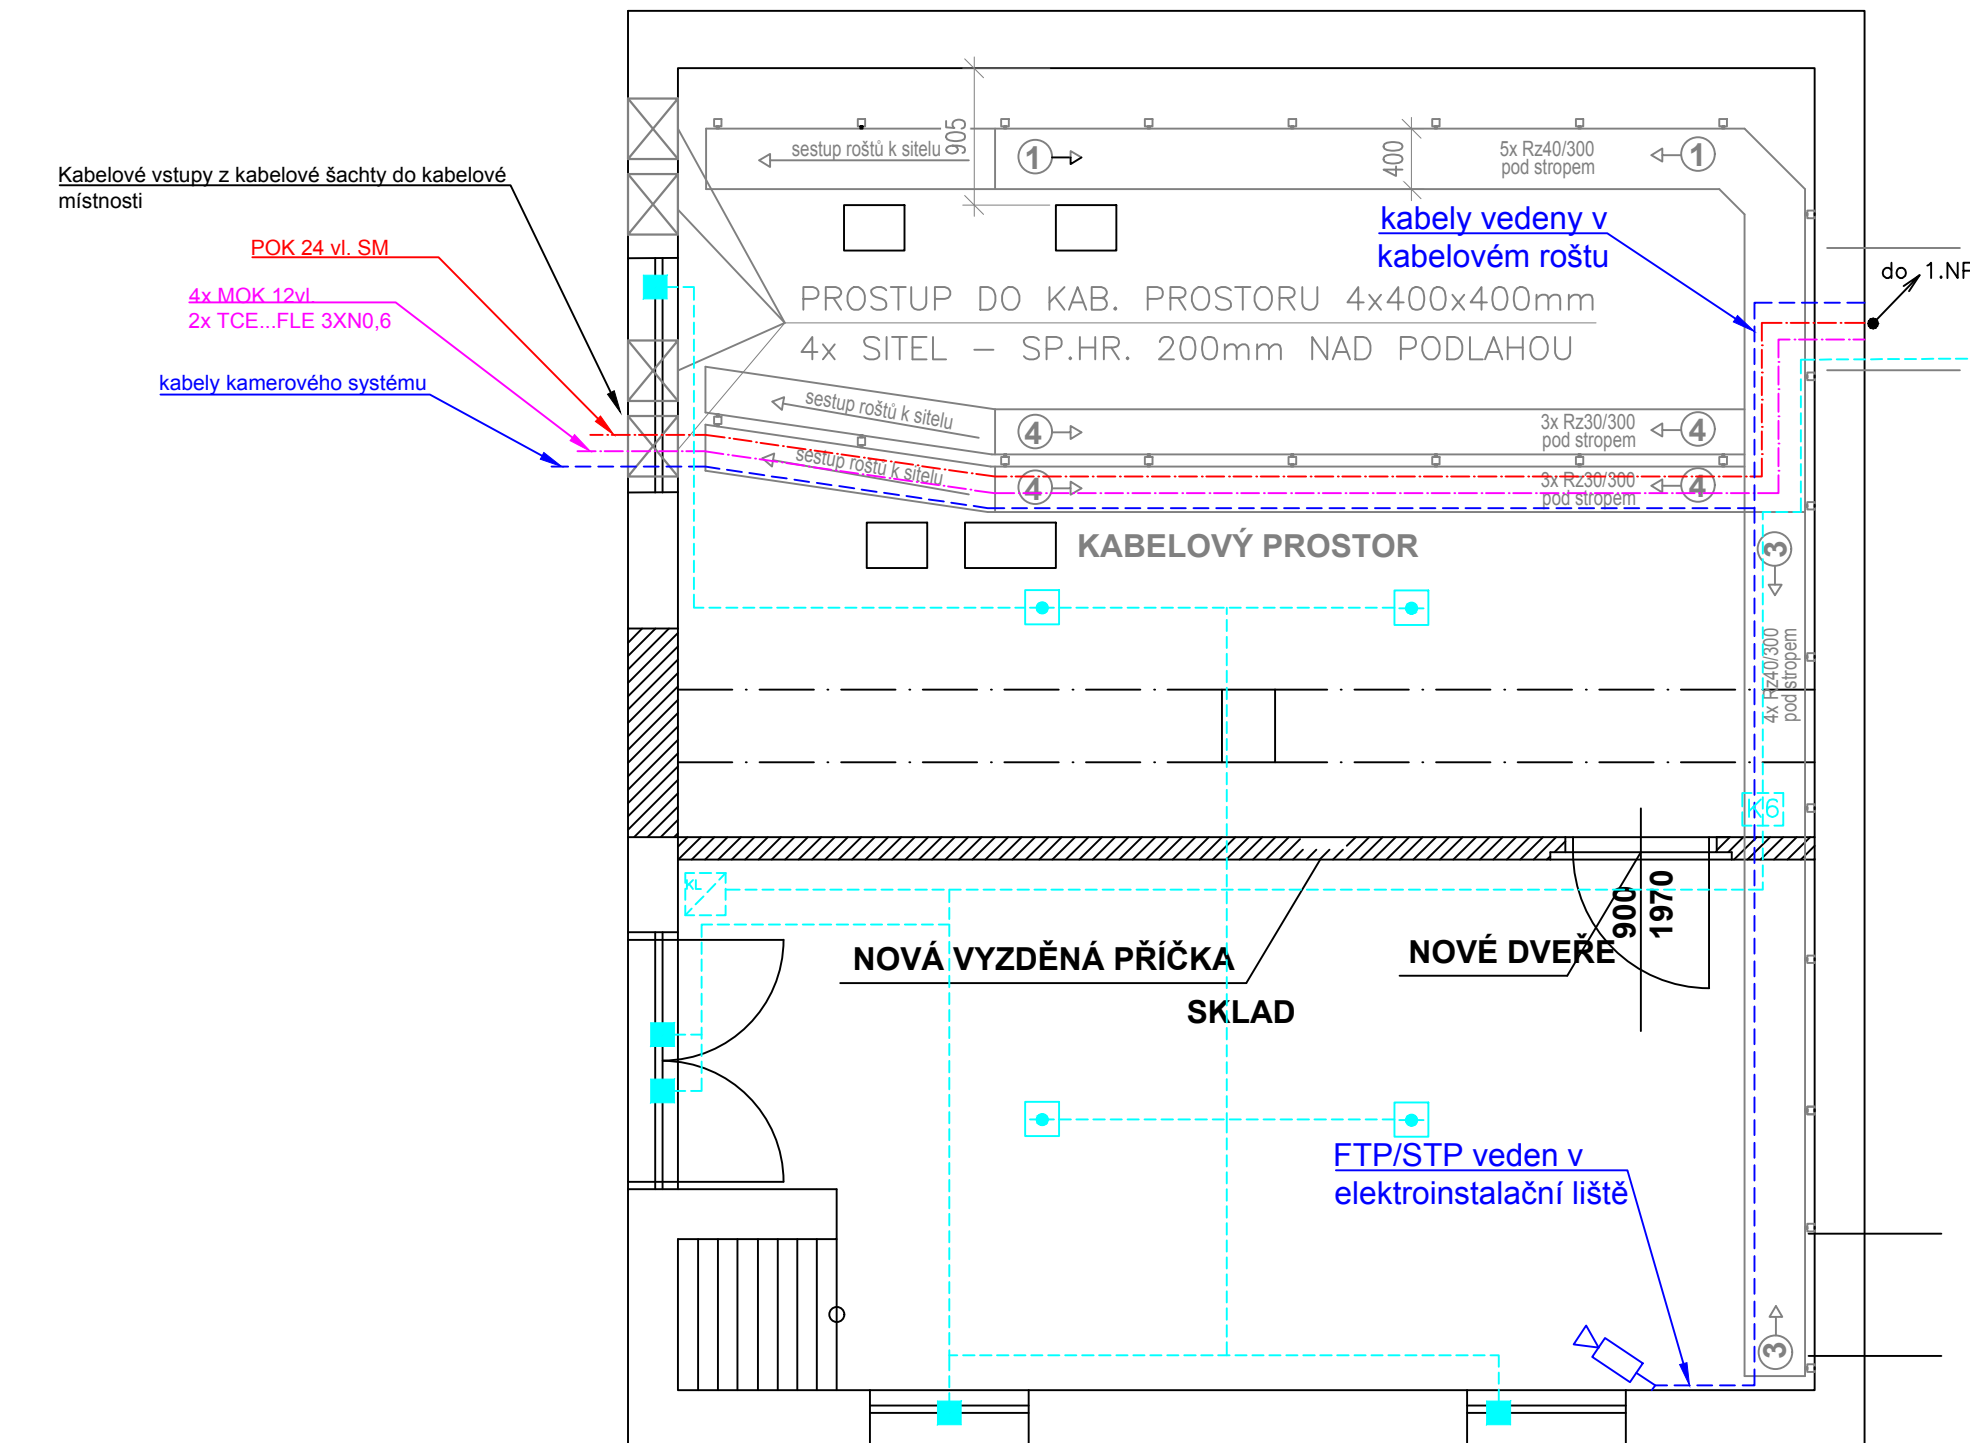 905
sestup roštů k sitelu
1
400
5x Rz40/300
pod stropem
1
Kabelové vstupy z kabelové šachty do kabelové
místnosti
kabely vedeny v
kabelovém roštu
POK 24 vl. SM
do 1.NP
4x MOK 12vl.
2x TCE...FLE 3XN0,6
PROSTUP DO KAB. PROSTORU 4x400x400mm
4x SITEL – SP.HR. 200mm NAD PODLAHOU
kabely kamerového systému
sestup roštů k sitelu
4
3x Rz30/300
pod stropem
4
sestup roštů k sitelu
4
3x Rz30/300
pod stropem
4
KABELOVÝ PROSTOR
3
4x Rz40/300
pod stropem
K6
KL
900
1970
NOVÁ VYZDĚNÁ PŘÍČKA
NOVÉ DVEŘE
SKLAD
FTP/STP veden v
elektroinstalační liště
3